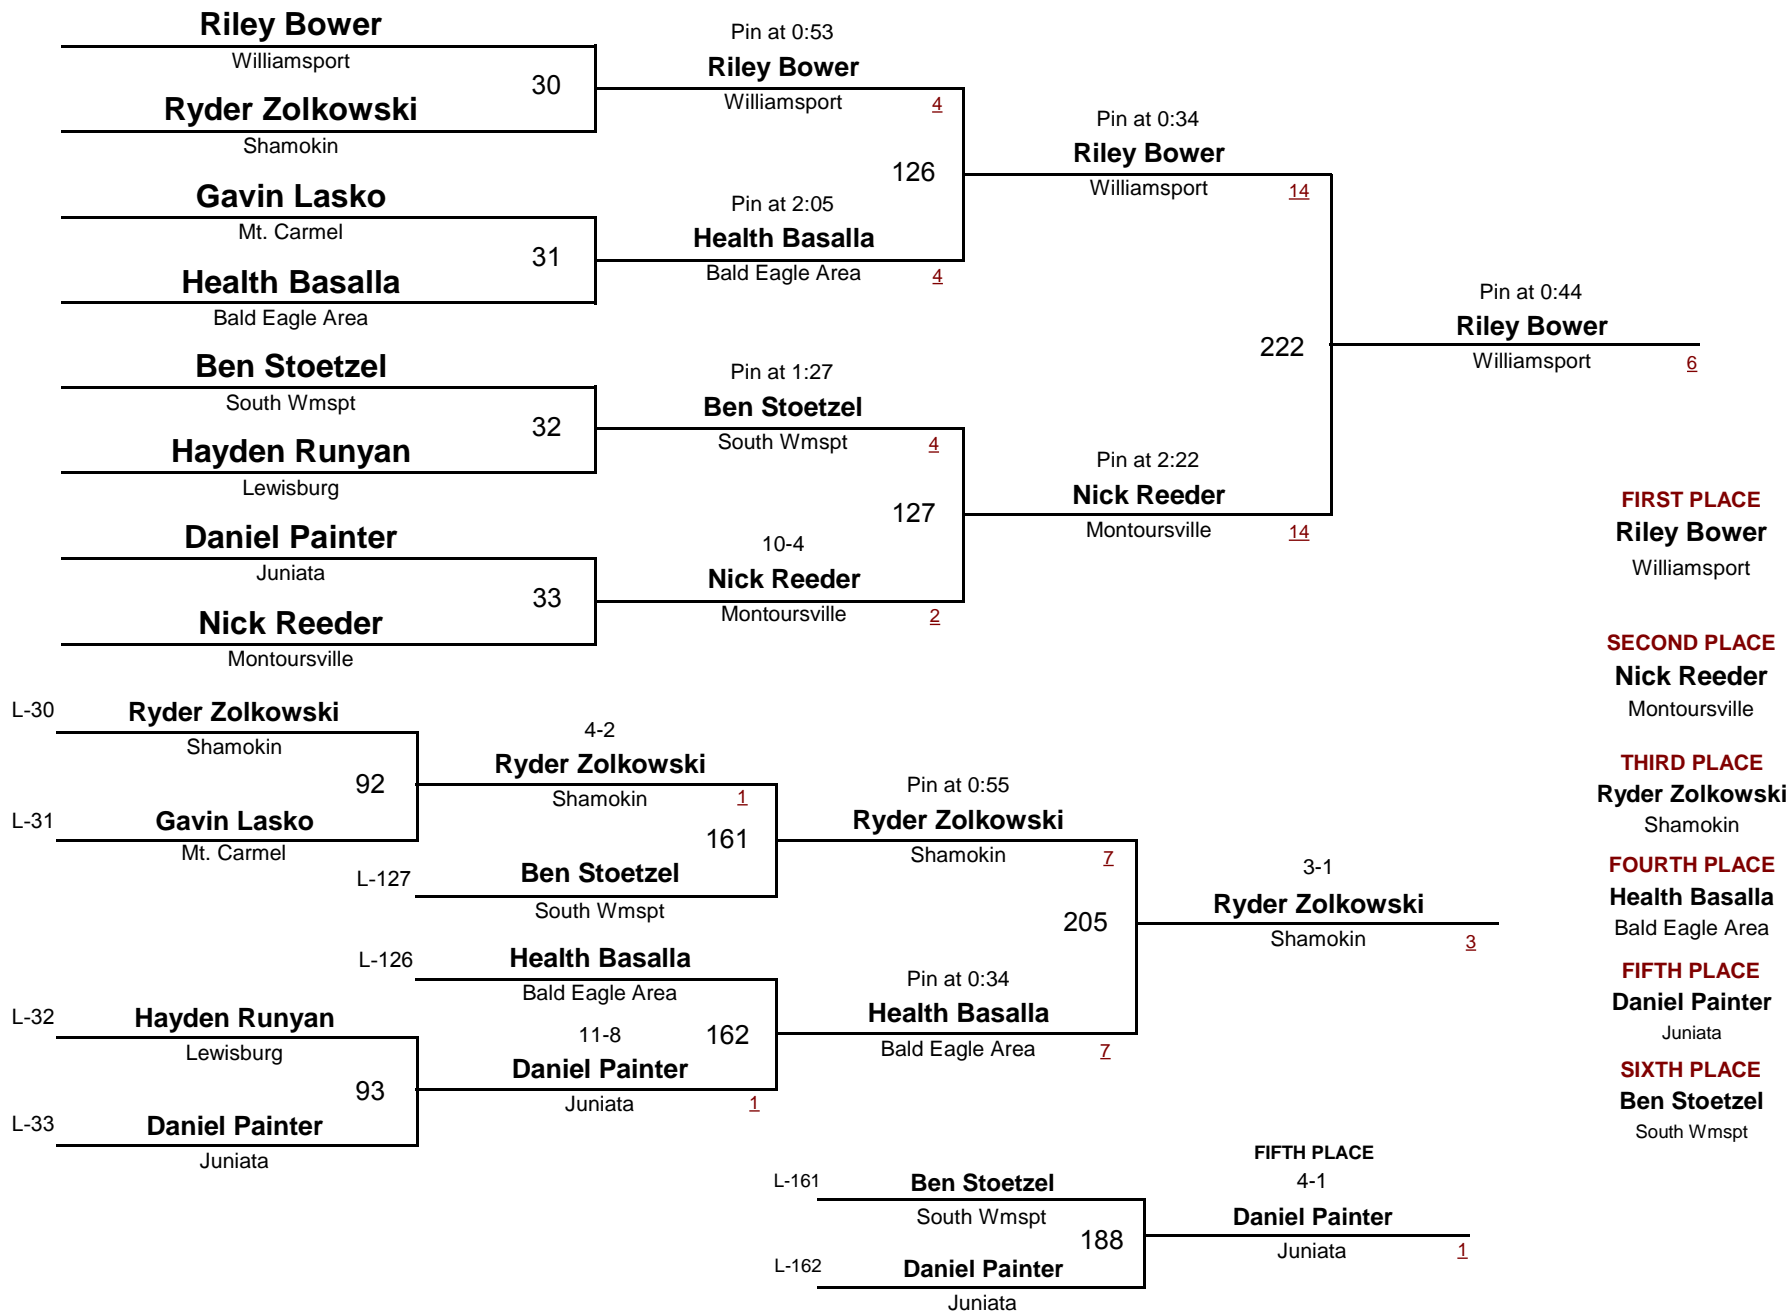 Riley Bower
Williamsport
30
Ryder Zolkowski
Shamokin
Gavin Lasko
Mt. Carmel
31
Health Basalla
Bald Eagle Area
Ben Stoetzel
South Wmspt
32
Hayden Runyan
Lewisburg
Daniel Painter
Juniata
33
Nick Reeder
Montoursville
Pin at 0:53
Riley Bower
Williamsport 4
126
Pin at 2:05
Health Basalla
Bald Eagle Area 4
Pin at 1:27
Ben Stoetzel
South Wmspt 4
127
10-4
Nick Reeder
Montoursville 2
Pin at 0:34
Riley Bower
Williamsport 14
222
Pin at 2:22
Nick Reeder
Montoursville 14
Pin at 0:44
Riley Bower
Williamsport 6
FIRST PLACE
Riley Bower
Williamsport
SECOND PLACE
Nick Reeder
Montoursville
THIRD PLACE
Ryder Zolkowski
Shamokin
FOURTH PLACE
Health Basalla
Bald Eagle Area
FIFTH PLACE
Daniel Painter
Juniata
SIXTH PLACE
Ben Stoetzel
South Wmspt
L-30 Ryder Zolkowski
Shamokin
92
L-31 Gavin Lasko
Mt. Carmel
4-2
Ryder Zolkowski
Shamokin 1
161
L-127 Ben Stoetzel
South Wmspt
L-126 Health Basalla
Bald Eagle Area
162
L-32 Hayden Runyan
Lewisburg
93
L-33 Daniel Painter
Juniata
11-8
Daniel Painter
Juniata 1
Pin at 0:55
Ryder Zolkowski
Shamokin 7
205
Pin at 0:34
Health Basalla
Bald Eagle Area 7
3-1
Ryder Zolkowski
Shamokin 3
L-161 Ben Stoetzel
South Wmspt
188
L-162 Daniel Painter
Juniata
FIFTH PLACE
4-1
Daniel Painter
Juniata 1